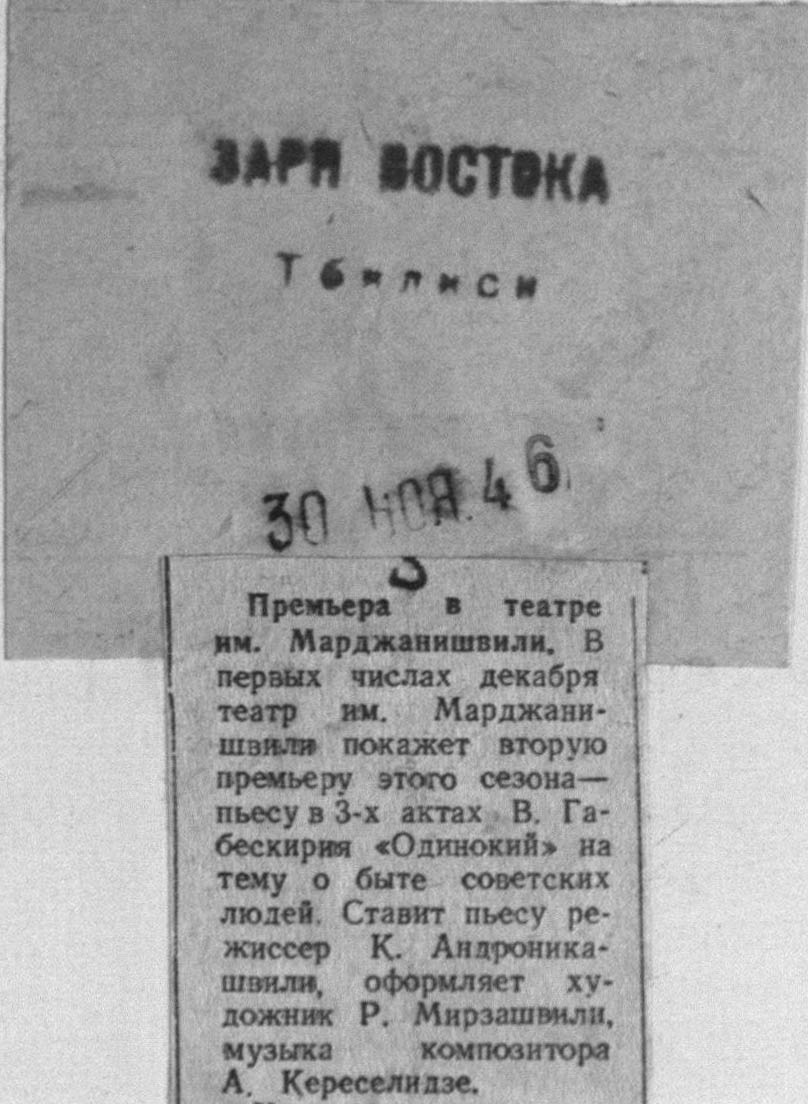 ЗАРЯ ВОСТОКА
Тбилиси
30 НОЯ. 46
Премьера в театре
им. Марджанишвили. В
первых числах декабря
театр им. Марджани-
швили покажет вторую
премьеру этого сезона—
пьесу в 3-х актах В. Га-
бескирия «Одинокий» на
тему о быте советских
людей. Ставит пьесу ре-
жиссер К. Андроника-
швили, оформляет ху-
дожник Р. Мирзашвили,
музыка композитора
А. Кереселидзе.